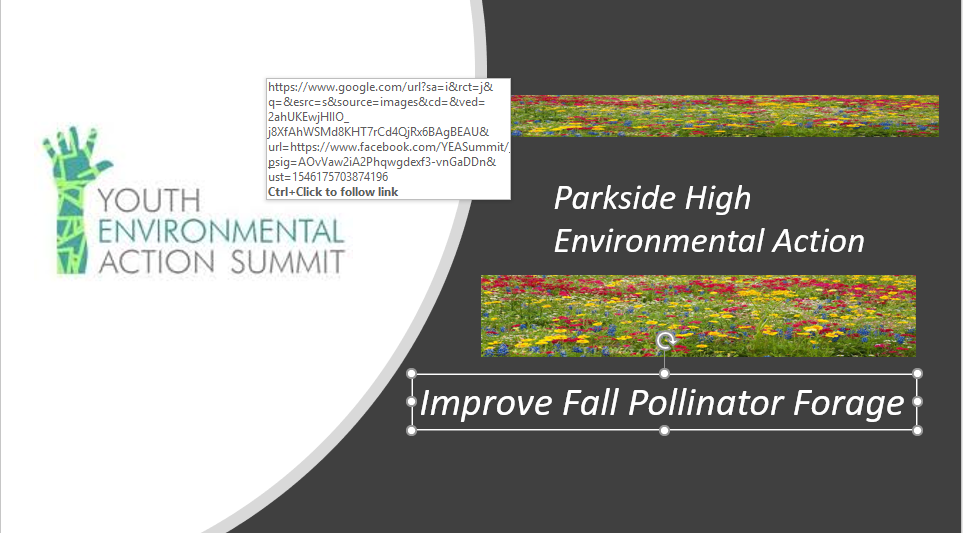 https://www.google.com/url?sa=i&rct=j&
q=&esrc=s&source=images&cd=&ved=
2ahUKEwjHlIO_
j8XfAhWSMd8KHT7rCd4QjRx6BAgBEAU&
url=https://www.facebook.com/YEASummit/
psig=AOvVaw2iA2Phqwgdexf3-vnGaDDn&
ust=1546175703874196
Ctrl+Click to follow link
YOUTH
ENVIRONMENTAL
ACTION SUMMIT
Parkside High
Environmental Action
Improve Fall Pollinator Forage